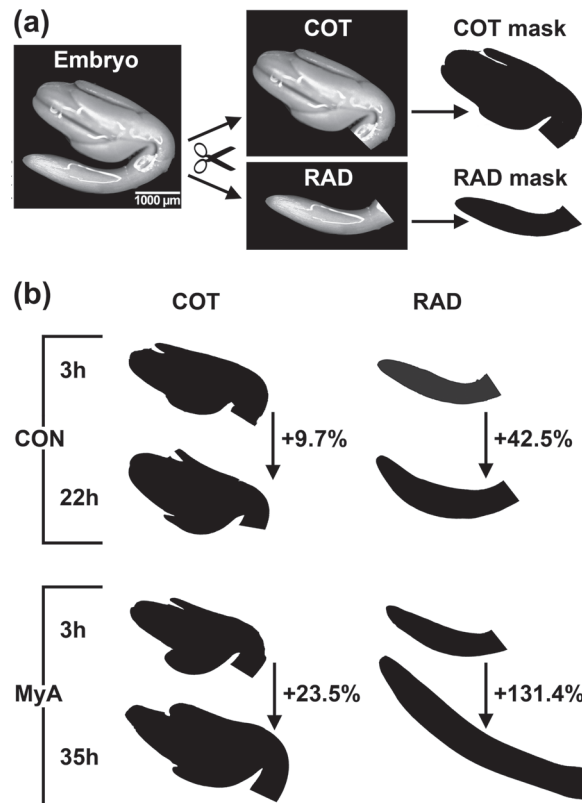 (a)
Embryo
1000 µm
COT
COT mask
RAD
RAD mask
(b)
COT
RAD
CON
3h
22h
+9.7%
+42.5%
MyA
3h
35h
+23.5%
+131.4%